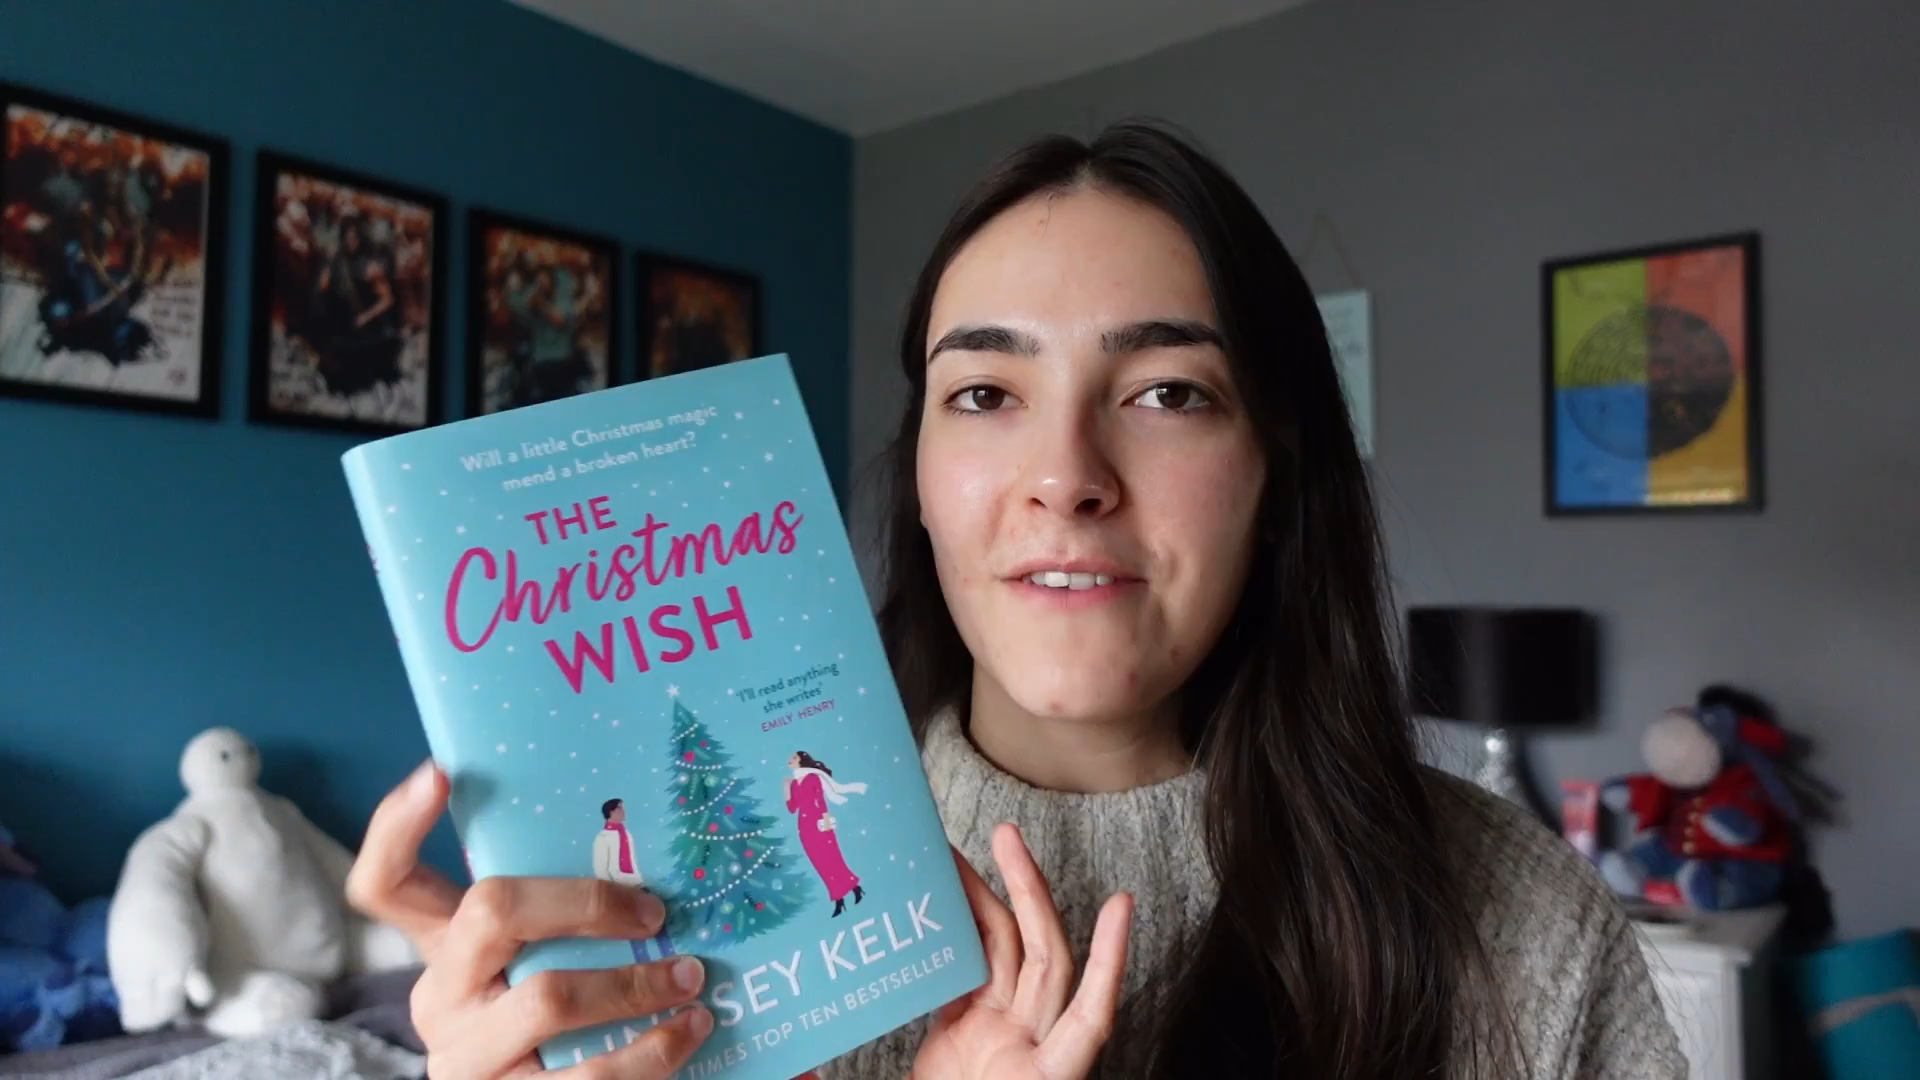 Will a little Christmas magic
mend a broken heart?
THE
Christmas
WISH
'I'll read anything
she writes'
EMILY HENRY
KELK
TIMES TOP TEN BESTSELLER